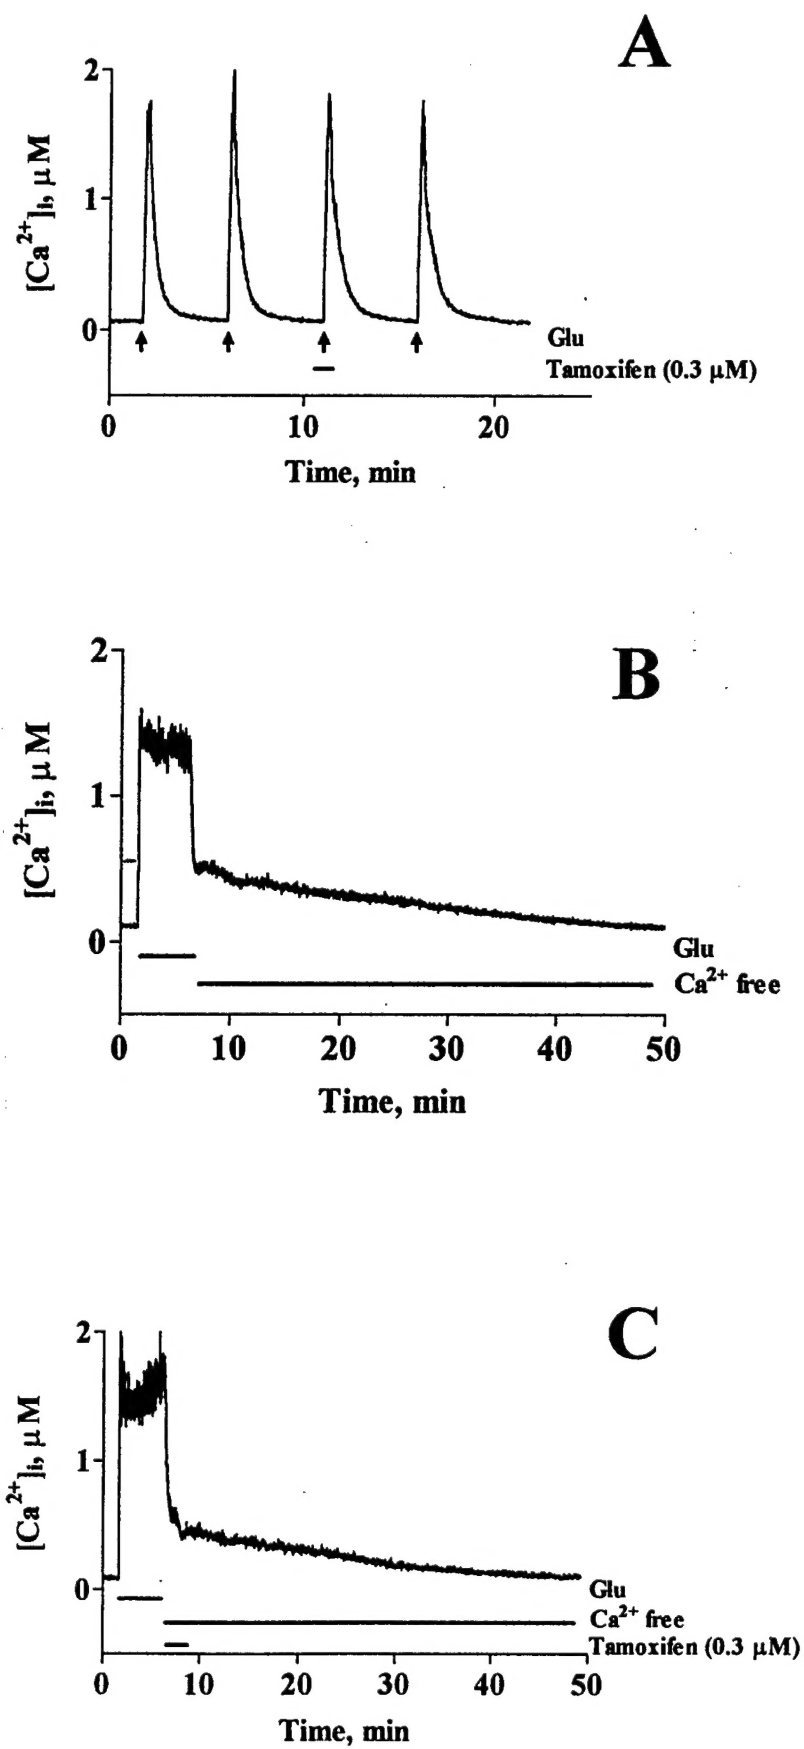 A
2
1
0
[Ca2+]i, μM
Glu
Tamoxifen (0.3 μM)
0 10 20
Time, min
B
2
1
0
[Ca2+]i, μM
Glu
Ca2+ free
0 10 20 30 40 50
Time, min
C
2
1
0
[Ca2+]i, μM
Glu
Ca2+ free
Tamoxifen (0.3 μM)
0 10 20 30 40 50
Time, min